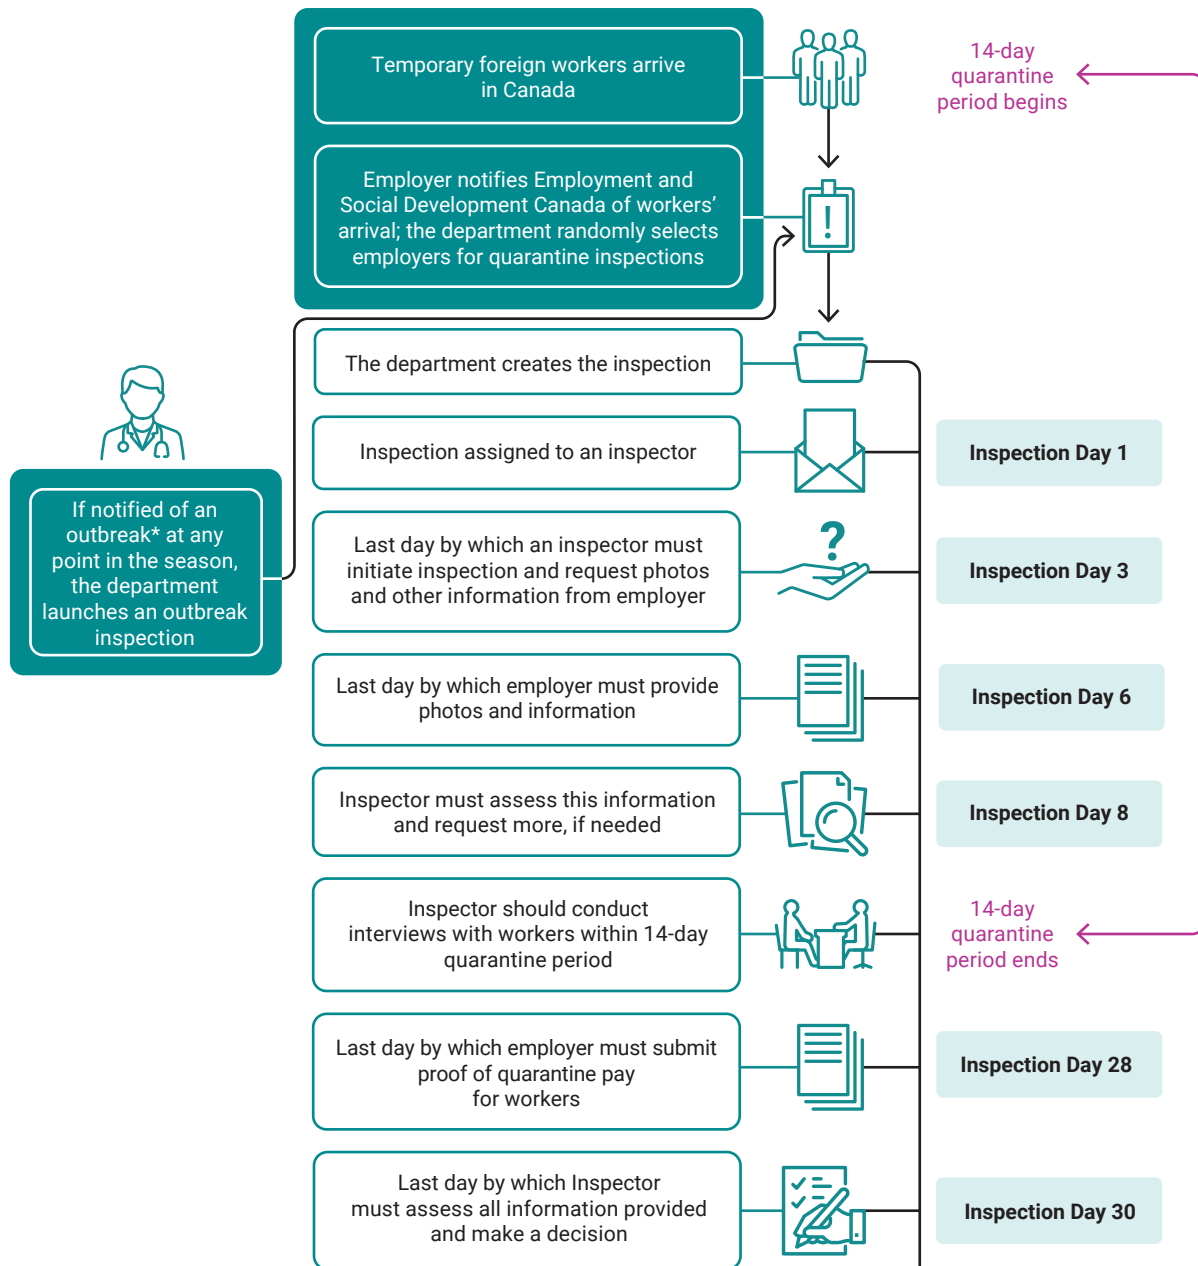 Temporary foreign workers arrive
in Canada
14-day
quarantine
period begins
Employer notifies Employment and
Social Development Canada of workers’
arrival; the department randomly selects
employers for quarantine inspections
!
The department creates the inspection
If notified of an
outbreak* at any
point in the season,
the department
launches an outbreak
inspection
Inspection assigned to an inspector
Inspection Day 1
Last day by which an inspector must
initiate inspection and request photos
and other information from employer
?
Inspection Day 3
Last day by which employer must provide
photos and information
Inspection Day 6
Inspector must assess this information
and request more, if needed
Inspection Day 8
Inspector should conduct
interviews with workers within 14-day
quarantine period
14-day
quarantine
period ends
Last day by which employer must submit
proof of quarantine pay
for workers
Inspection Day 28
Last day by which Inspector
must assess all information provided
and make a decision
Inspection Day 30